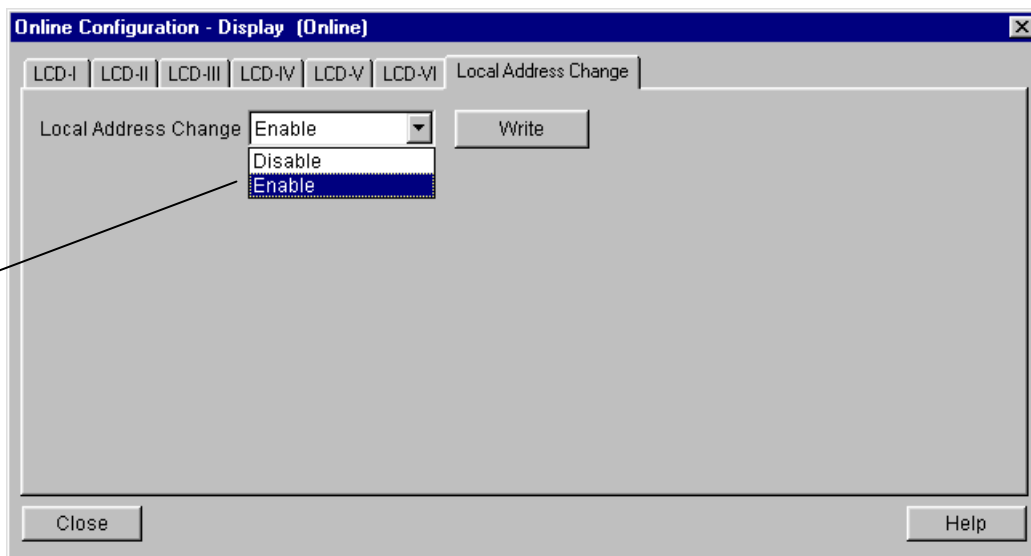 Online Configuration - Display (Online)
LCD-I LCD-II LCD-III LCD-IV LCD-V LCD-VI Local Address Change
Local Address Change Enable Write
Disable
Enable
Close Help